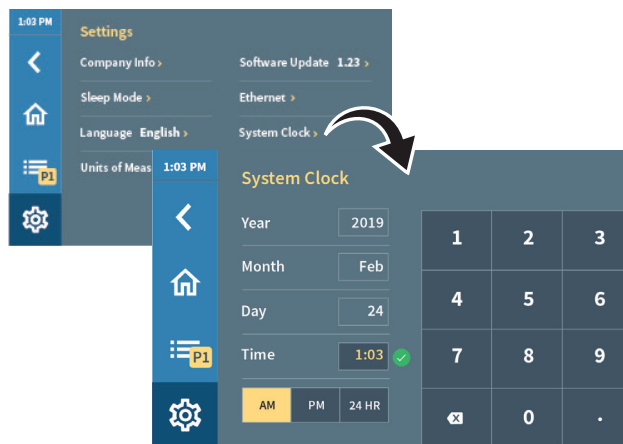 1:03 PM
Settings
Company Info >
Software Update 1.23 >
Sleep Mode >
Ethernet >
Language English >
System Clock >
P1
Units of Meas
1:03 PM
System Clock
Year 2019
Month Feb
Day 24
Time 1:03
AM PM 24 HR
P1
1 2 3
4 5 6
7 8 9
0 .